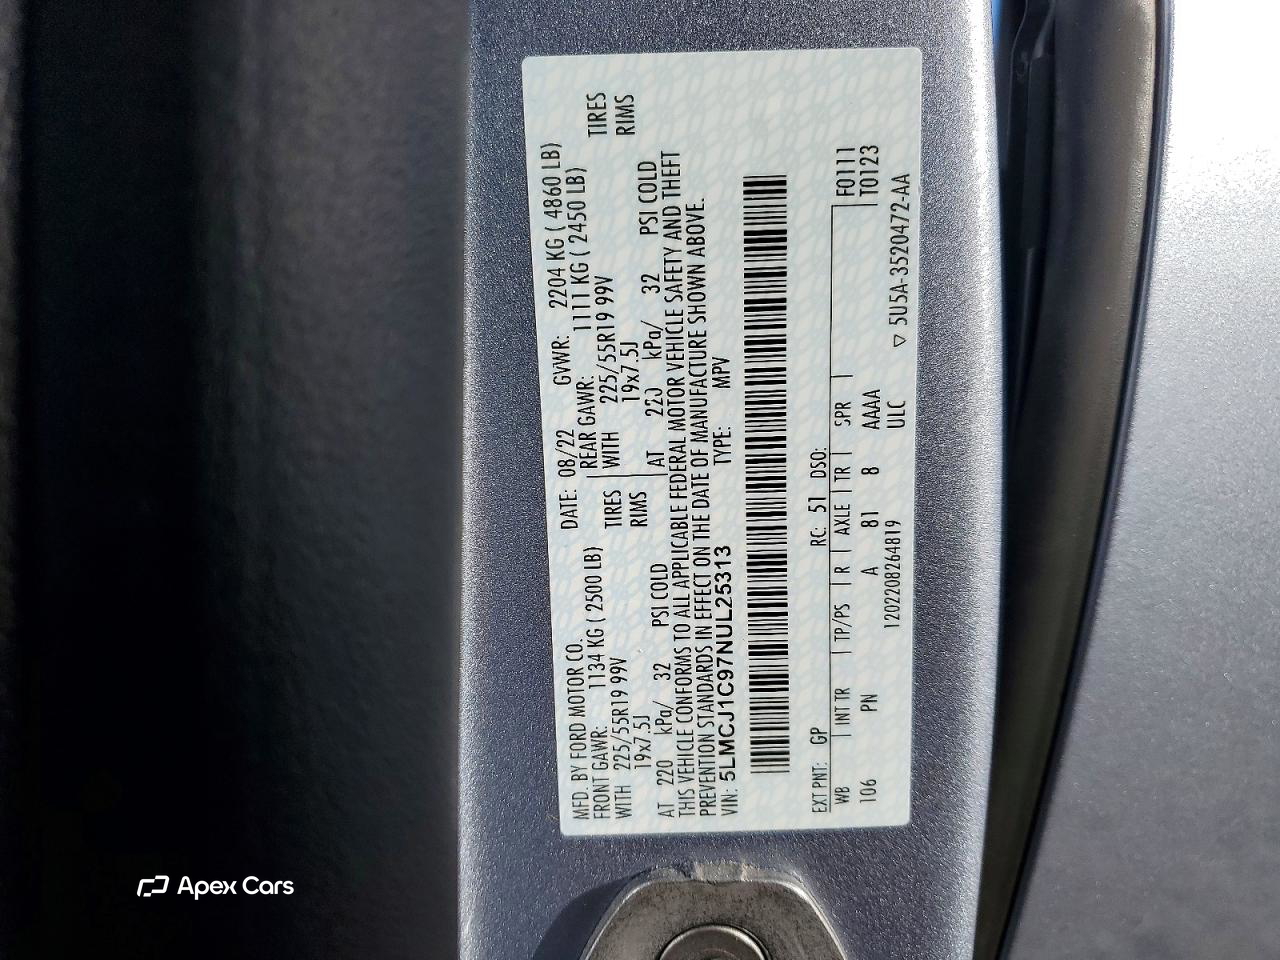 MFD. BY FORD MOTOR CO.
DATE: 08/22 GVWR: 2204 KG ( 4860 LB)
FRONT GAWR: 1134 KG ( 2500 LB)
REAR GAWR: 1111 KG ( 2450 LB)
WITH 225/55R19 99V TIRES
WITH 225/55R19 99V TIRES
19x7.5J RIMS
19x7.5J RIMS
AT 220 kPa/ 32 PSI COLD
AT 220 kPa/ 32 PSI COLD
THIS VEHICLE CONFORMS TO ALL APPLICABLE FEDERAL MOTOR VEHICLE SAFETY AND THEFT
PREVENTION STANDARDS IN EFFECT ON THE DATE OF MANUFACTURE SHOWN ABOVE.
VIN: 5LMCJ1C97NUL25313 TYPE: MPV
EXT PNT: GP RC: 51 DSO: F0111
WB INT TR TP/PS R AXLE TR SPR T0123
106 PN A 81 8 AAAA
ULC
1202208264819 ▽ 5U5A-3520472-AA
Apex Cars